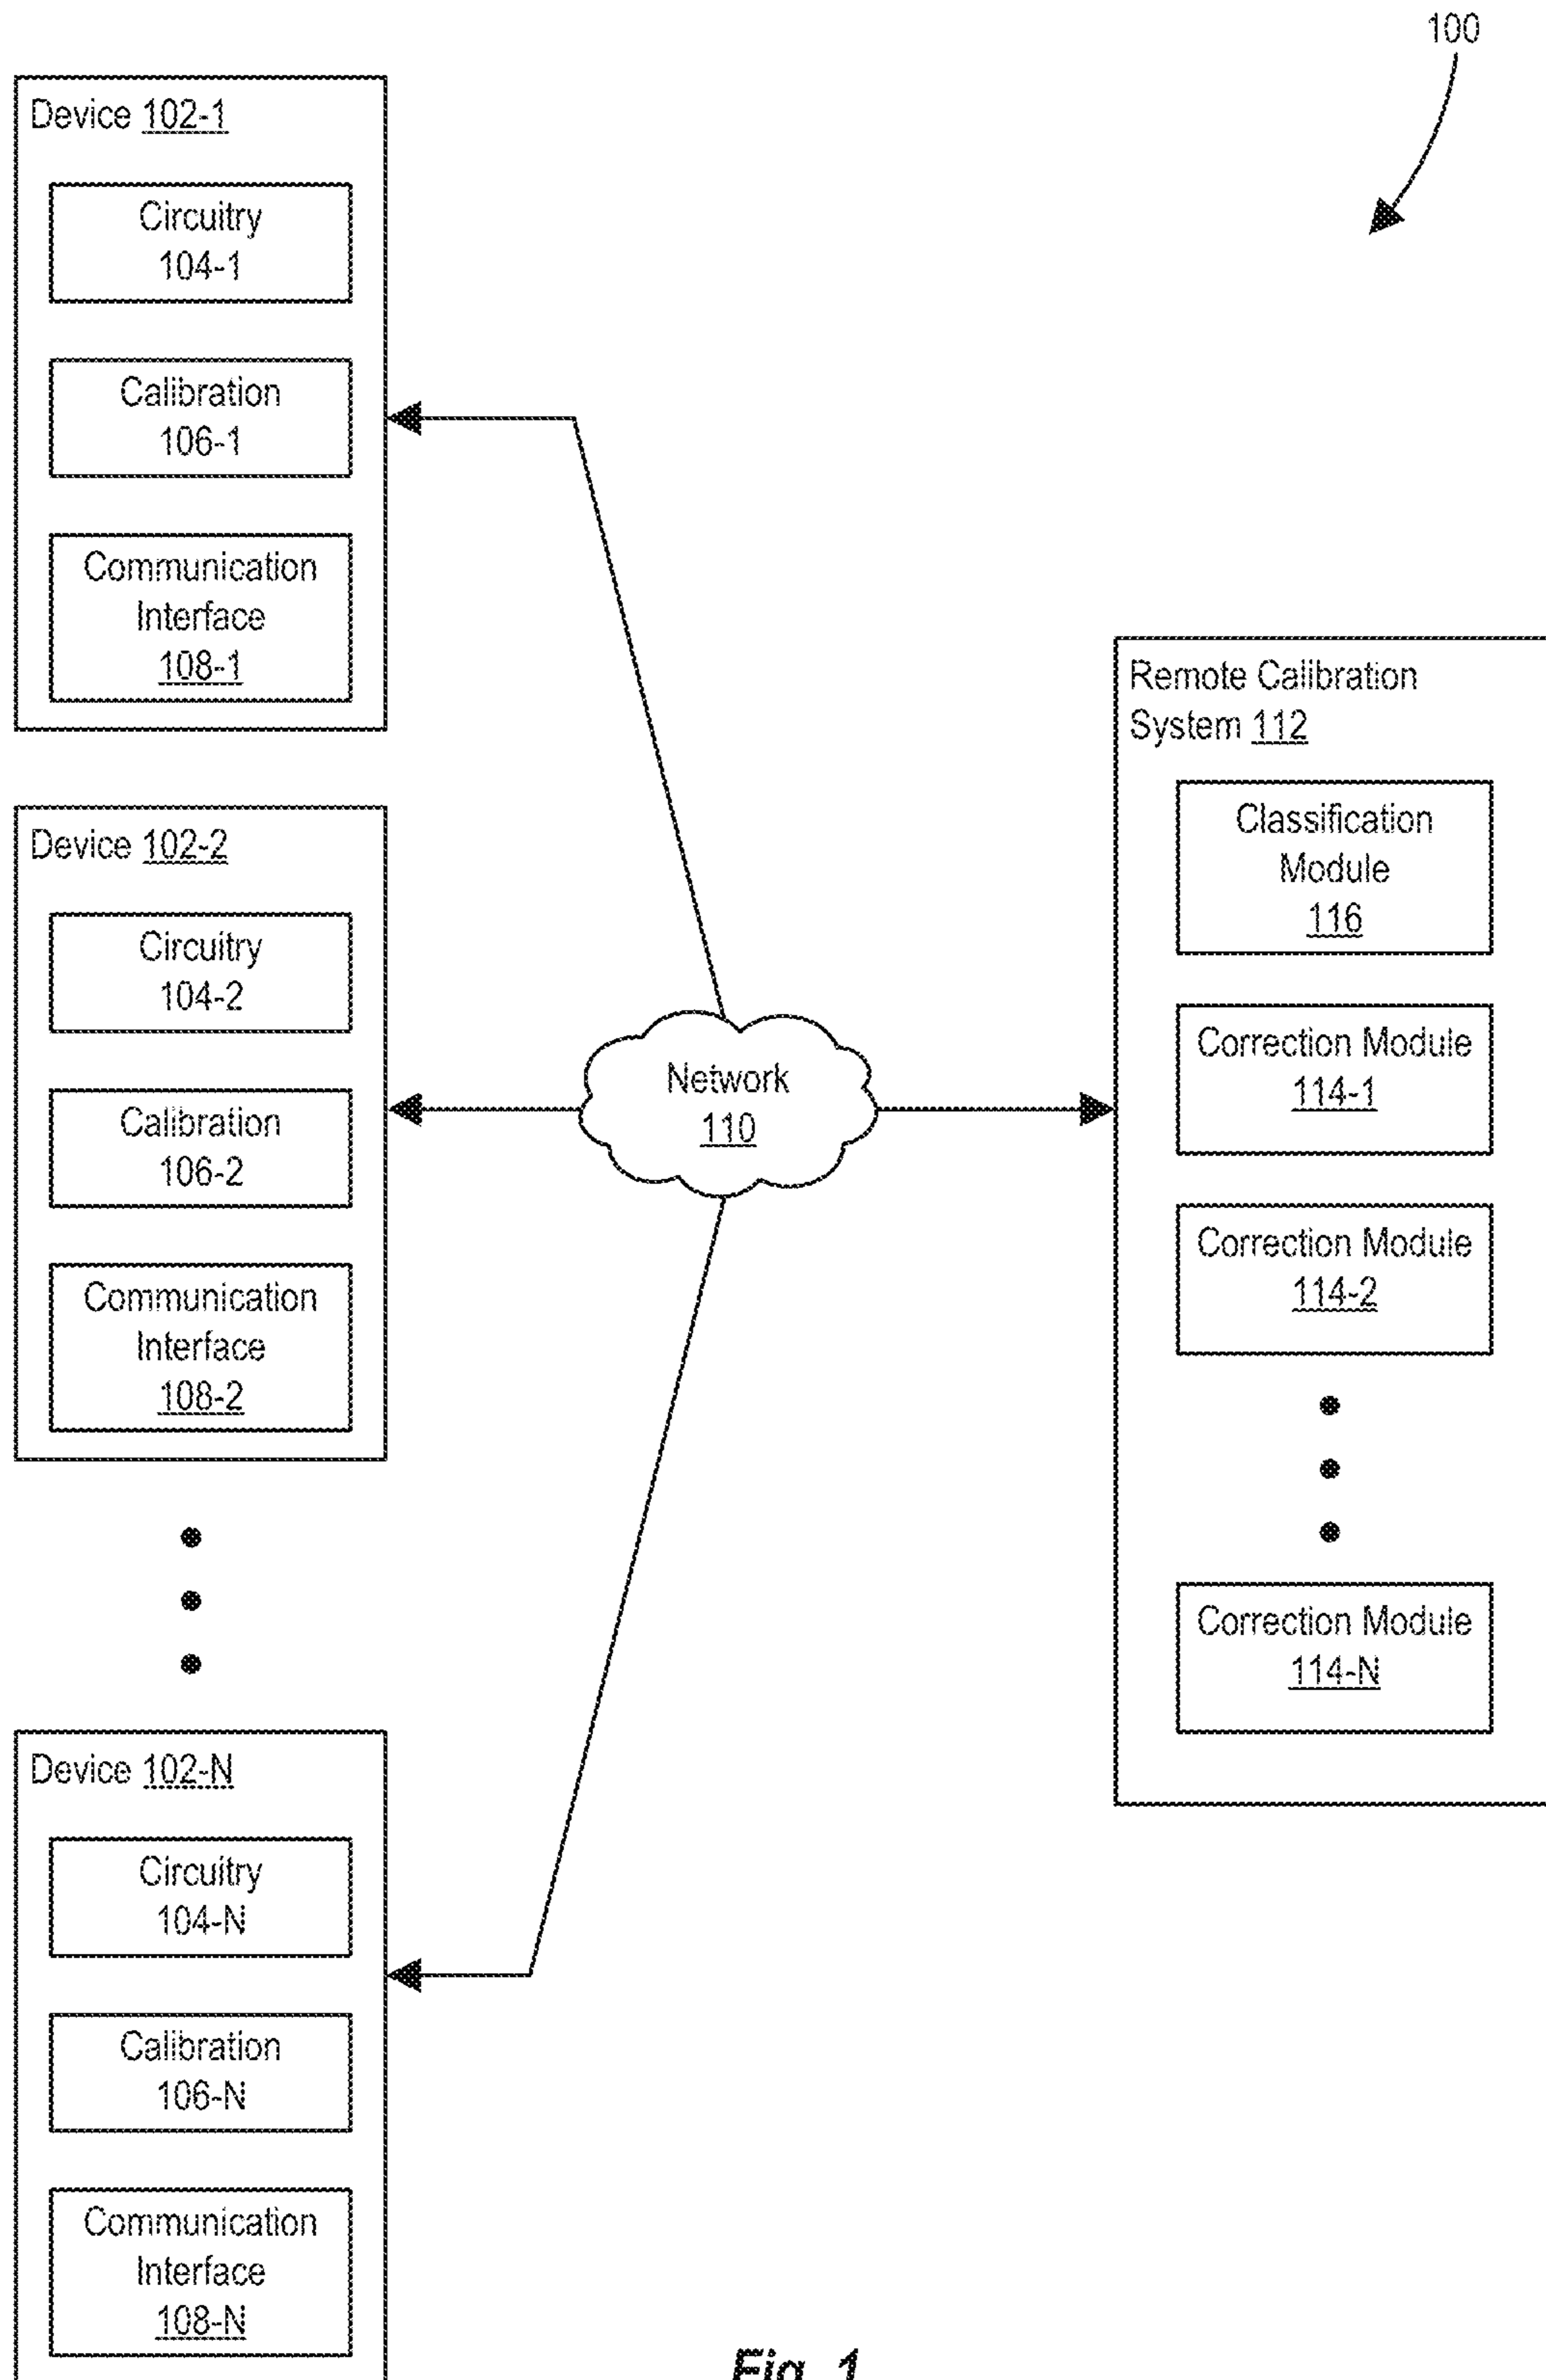 100
Device 102-1
Circuitry
104-1
Calibration
106-1
Communication
Interface
108-1
Device 102-2
Circuitry
104-2
Calibration
106-2
Communication
Interface
108-2
Device 102-N
Circuitry
104-N
Calibration
106-N
Communication
Interface
108-N
Network
110
Remote Calibration
System 112
Classification
Module
116
Correction Module
114-1
Correction Module
114-2
Correction Module
114-N
Fig. 1